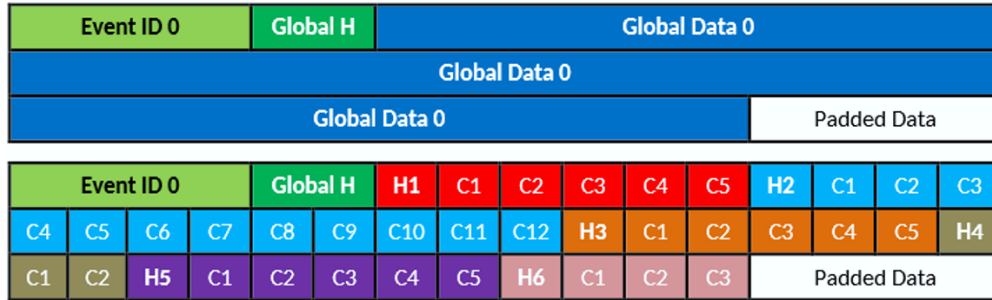 Event ID 0 Global H Global Data 0
Global Data 0
Global Data 0 Padded Data
Event ID 0 Global H H1 C1 C2 C3 C4 C5 H2 C1 C2 C3
C4 C5 C6 C7 C8 C9 C10 C11 C12 H3 C1 C2 C3 C4 C5 H4
C1 C2 H5 C1 C2 C3 C4 C5 H6 C1 C2 C3 Padded Data